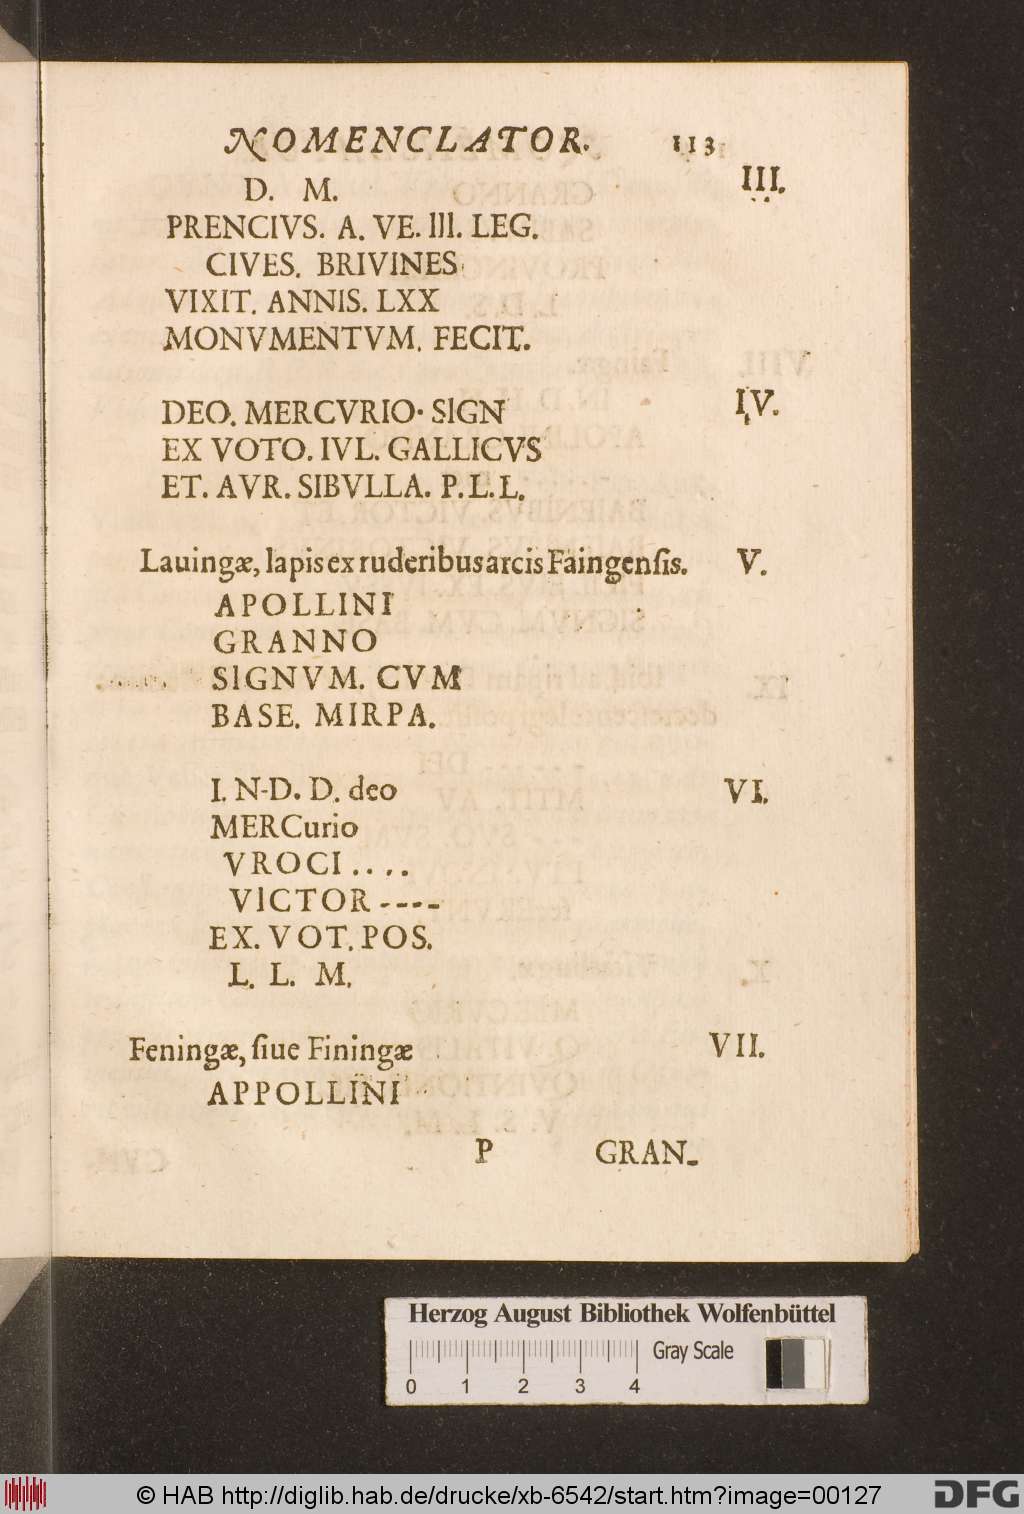 NOMENCLATOR. 113
D. M. III.
PRENCIVS. A. VE. III. LEG.
CIVES. BRIVINES
VIXIT. ANNIS. LXX
MONVMENTVM. FECIT.
DEO. MERCVRIO· SIGN IV.
EX VOTO. IVL. GALLICVS
ET. AVR. SIBVLLA. P. L. L.
Lauingæ, lapis ex ruderibus arcis Faingensis. V.
APOLLINI
GRANNO
SIGNVM. CVM
BASE. MIRPA.
I. N-D. D. deo VI.
MERCurio
VROCI . . . .
VICTOR ----
EX. VOT. POS.
L. L. M.
Feningæ, ſiue Finingæ VII.
APPOLLINI
P GRAN-
Herzog August Bibliothek Wolfenbüttel
Gray Scale
0 1 2 3 4
© HAB http://diglib.hab.de/drucke/xb-6542/start.htm?image=00127 DFG